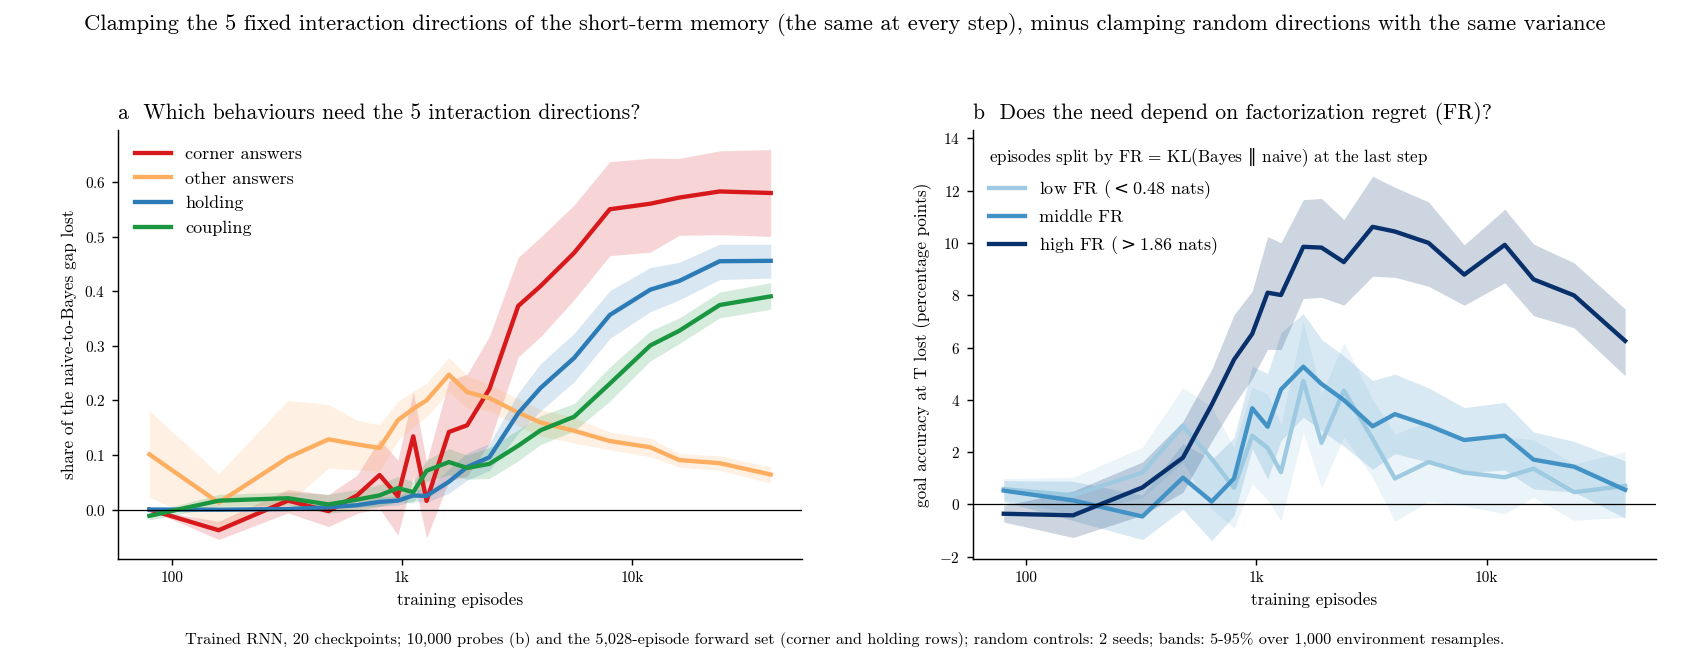 Clamping the 5 fixed interaction directions of the short-term memory (the same at every step), minus clamping random directions with the same variance
a Which behaviours need the 5 interaction directions?
corner answers
other answers
holding
coupling
share of the naive-to-Bayes gap lost
0.6
0.5
0.4
0.3
0.2
0.1
0.0
100
1k
10k
training episodes
b Does the need depend on factorization regret (FR)?
episodes split by FR = KL(Bayes ∥ naive) at the last step
low FR (< 0.48 nats)
middle FR
high FR (> 1.86 nats)
goal accuracy at T lost (percentage points)
14
12
10
8
6
4
2
0
−2
100
1k
10k
training episodes
Trained RNN, 20 checkpoints; 10,000 probes (b) and the 5,028-episode forward set (corner and holding rows); random controls: 2 seeds; bands: 5-95% over 1,000 environment resamples.